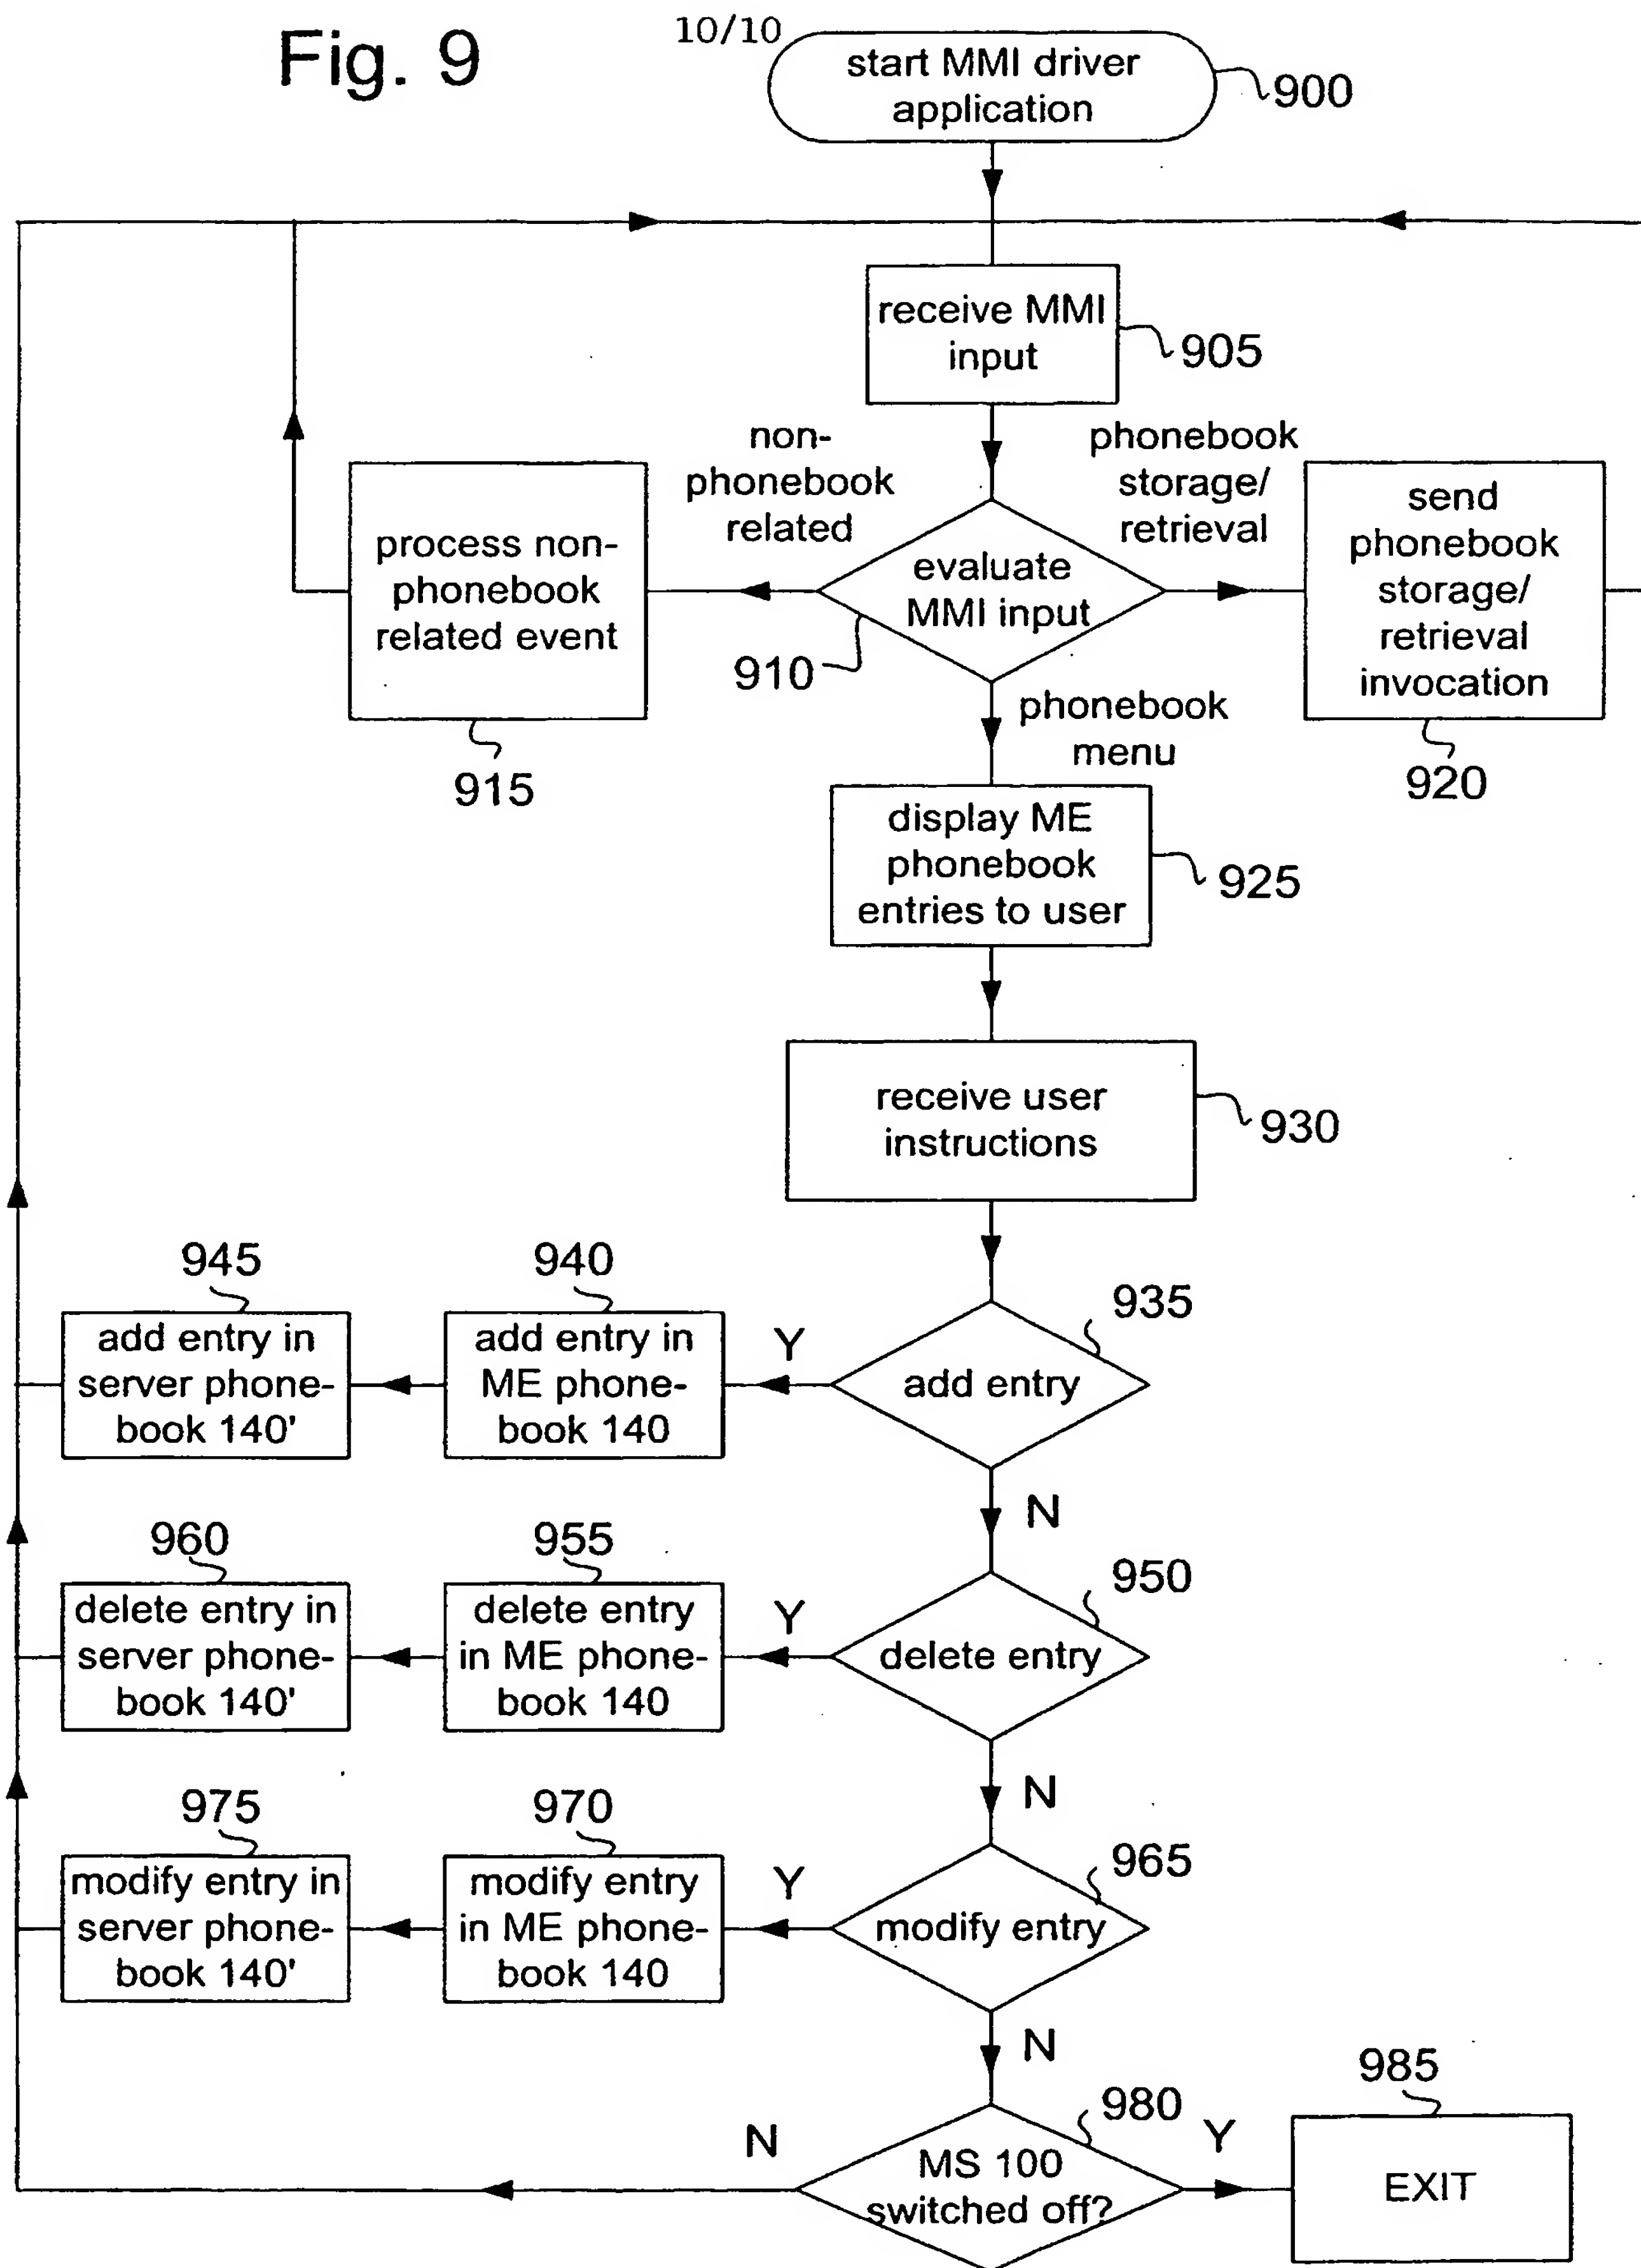 Fig. 9
10/10
start MMI driver
application
900
receive MMI
input
905
non-
phonebook
related
phonebook
storage/
retrieval
process non-
phonebook
related event
915
evaluate
MMI input
910
send
phonebook
storage/
retrieval
invocation
920
phonebook
menu
display ME
phonebook
entries to user
925
receive user
instructions
930
945
940
935
add entry in
server phone-
book 140'
add entry in
ME phone-
book 140
Y
add entry
N
960
955
950
delete entry in
server phone-
book 140'
delete entry
in ME phone-
book 140
Y
delete entry
N
975
970
965
modify entry in
server phone-
book 140'
modify entry
in ME phone-
book 140
Y
modify entry
N
980
985
N
MS 100
switched off?
Y
EXIT